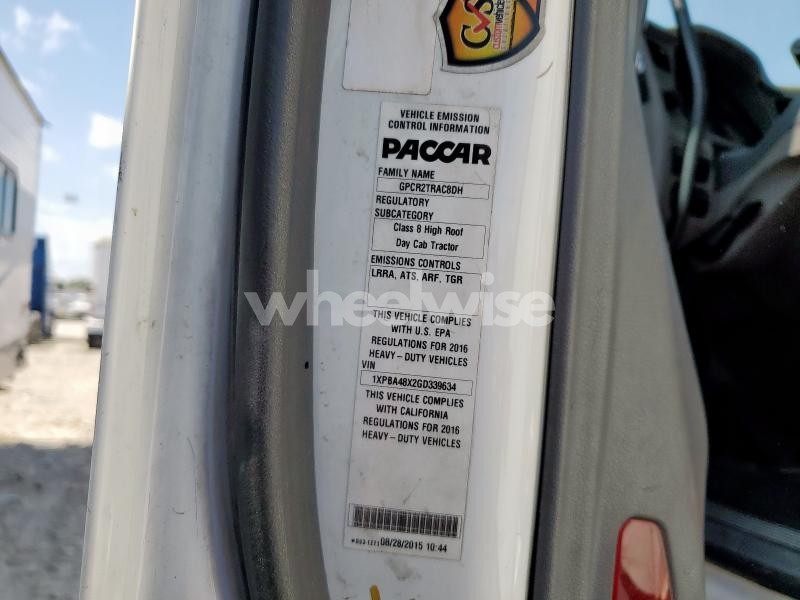 CVS
VEHICLE EMISSION
CONTROL INFORMATION
PACCAR
FAMILY NAME
GPCR2TRAC8DH
REGULATORY
SUBCATEGORY
Class 8 High Roof
Day Cab Tractor
EMISSIONS CONTROLS
LRRA, ATS, ARF, TGR
wheelwise
THIS VEHICLE COMPLIES
WITH U.S. EPA
REGULATIONS FOR 2016
HEAVY-DUTY VEHICLES
VIN
1XPBA48X2GD339634
THIS VEHICLE COMPLIES
WITH CALIFORNIA
REGULATIONS FOR 2016
HEAVY-DUTY VEHICLES
08/28/2015 10:44